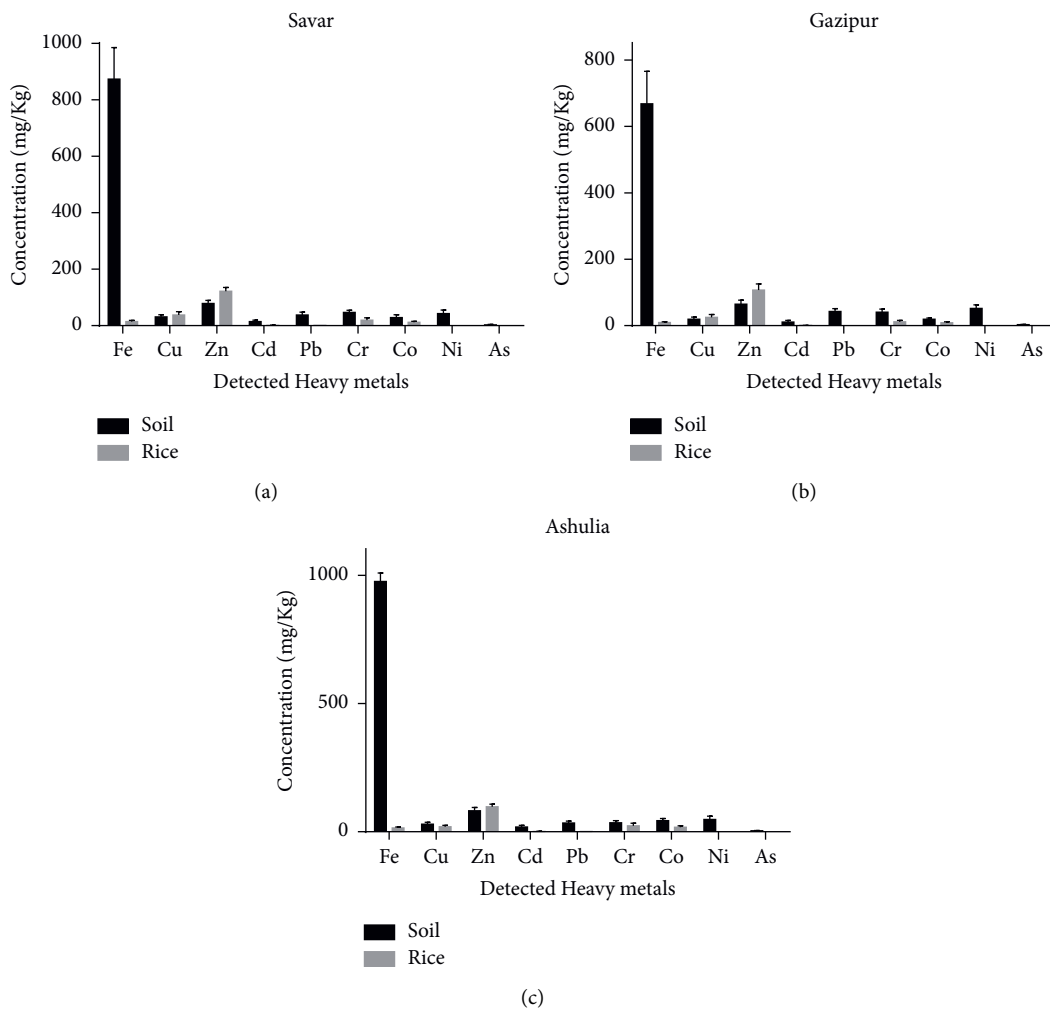 Savar
Concentration (mg/Kg)
1000
800
600
400
200
0
Fe Cu Zn Cd Pb Cr Co Ni As
Detected Heavy metals
Soil
Rice
(a)
Gazipur
Concentration (mg/Kg)
800
600
400
200
0
Fe Cu Zn Cd Pb Cr Co Ni As
Detected Heavy metals
Soil
Rice
(b)
Ashulia
Concentration (mg/Kg)
1000
500
0
Fe Cu Zn Cd Pb Cr Co Ni As
Detected Heavy metals
Soil
Rice
(c)